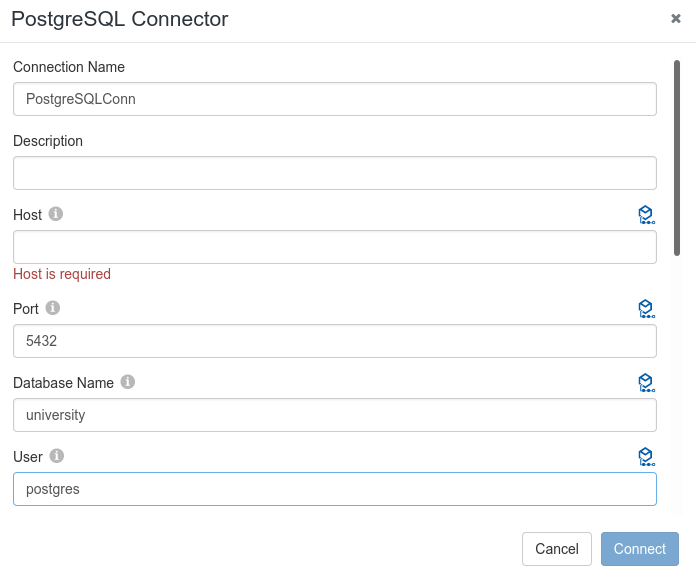 PostgreSQL Connector
Connection Name
PostgreSQLConn
Description
Host
Host is required
Port
5432
Database Name
university
User
postgres
Cancel Connect